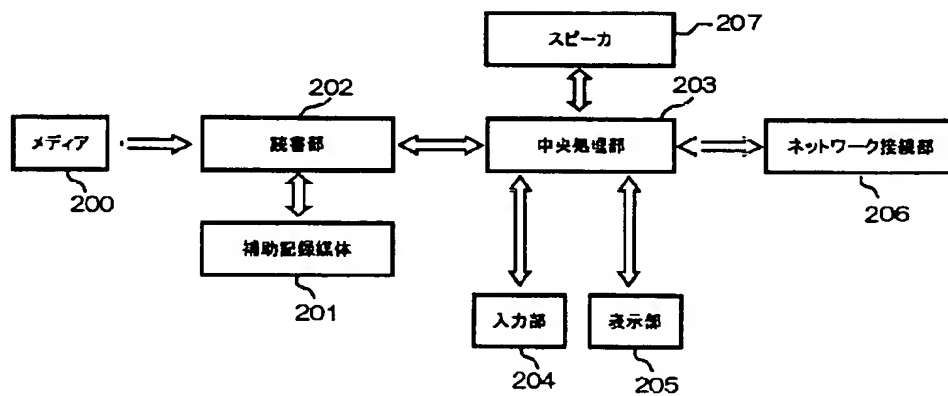 スピーカ
207
202
203
メディア
読書部
中央処理部
ネットワーク接続部
200
206
補助記録媒体
201
入力部
表示部
204
205